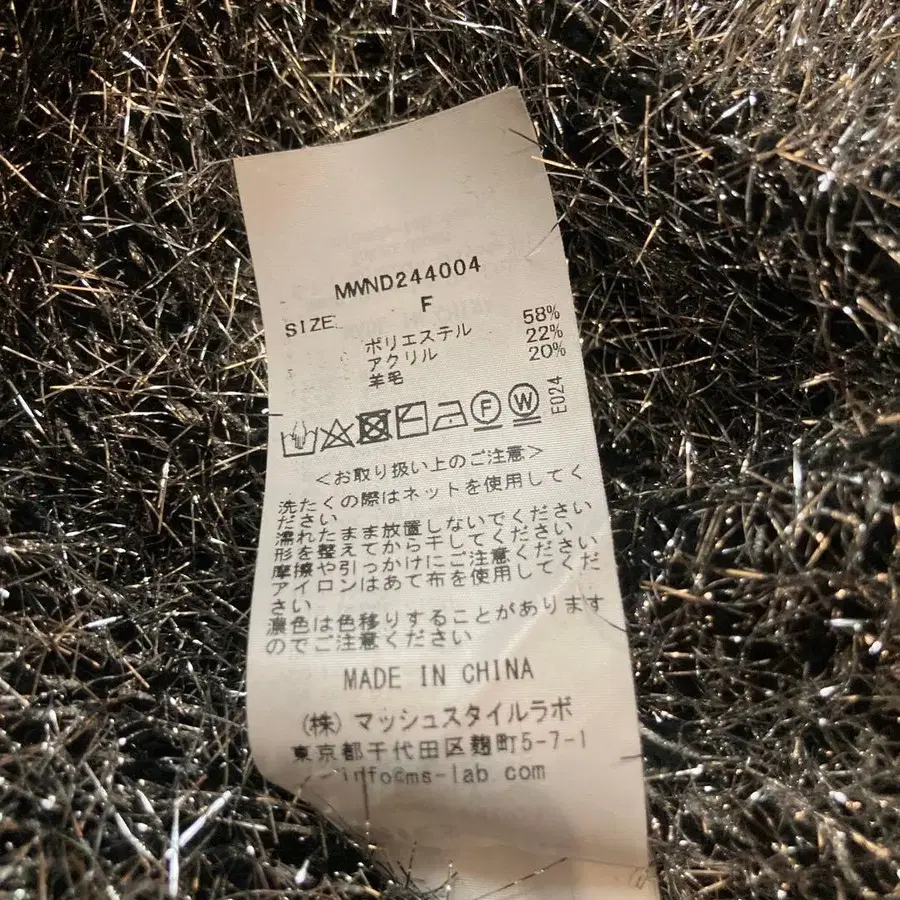 MWND244004
SIZE F
ポリエステル 58%
アクリル 22%
羊毛 20%
F W E024
<お取り扱い上のご注意>
洗たくの際はネットを使用してく
ださい
濡れたまま放置しないでください
形を整えてから干してください
摩擦や引っかけにご注意ください
アイロンはあて布を使用してくだ
さい
濃色は色移りすることがあります
のでご注意ください
MADE IN CHINA
(株)マッシュスタイルラボ
東京都千代田区麹町5-7-1
info@ms-lab.com